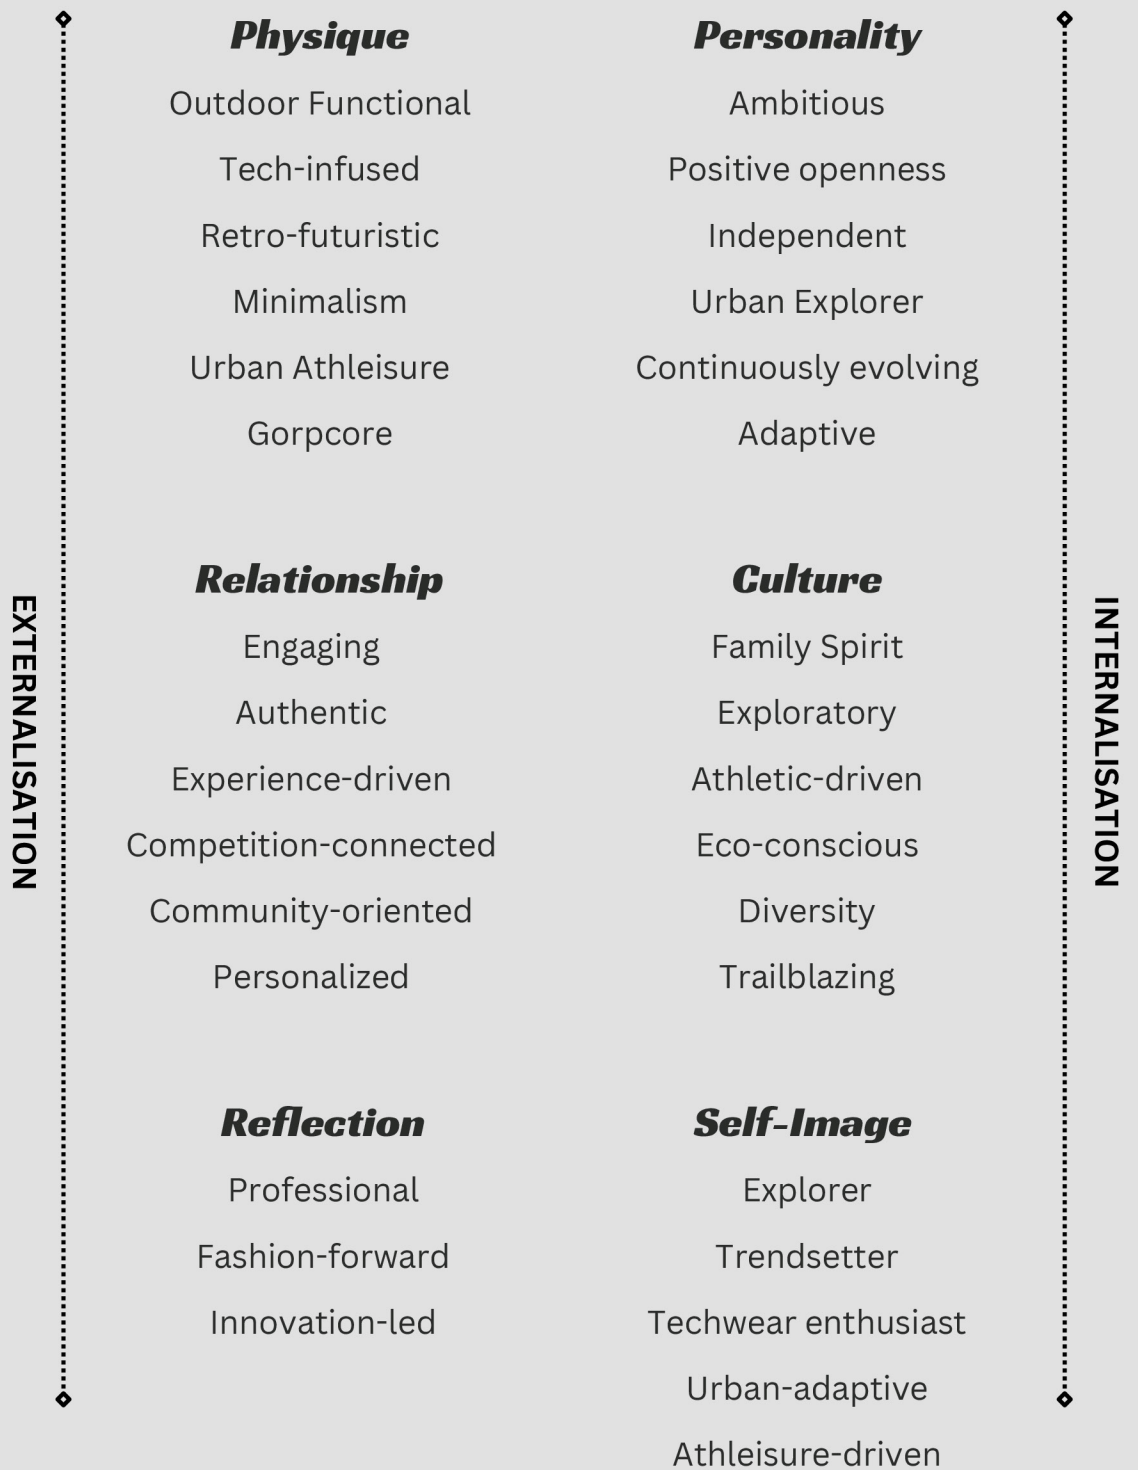 Physique
Outdoor Functional
Tech-infused
Retro-futuristic
Minimalism
Urban Athleisure
Gorpcore
Personality
Ambitious
Positive openness
Independent
Urban Explorer
Continuously evolving
Adaptive
EXTERNALISATION
Relationship
Engaging
Authentic
Experience-driven
Competition-connected
Community-oriented
Personalized
Culture
Family Spirit
Exploratory
Athletic-driven
Eco-conscious
Diversity
Trailblazing
INTERNALISATION
Reflection
Professional
Fashion-forward
Innovation-led
Self-Image
Explorer
Trendsetter
Techwear enthusiast
Urban-adaptive
Athleisure-driven